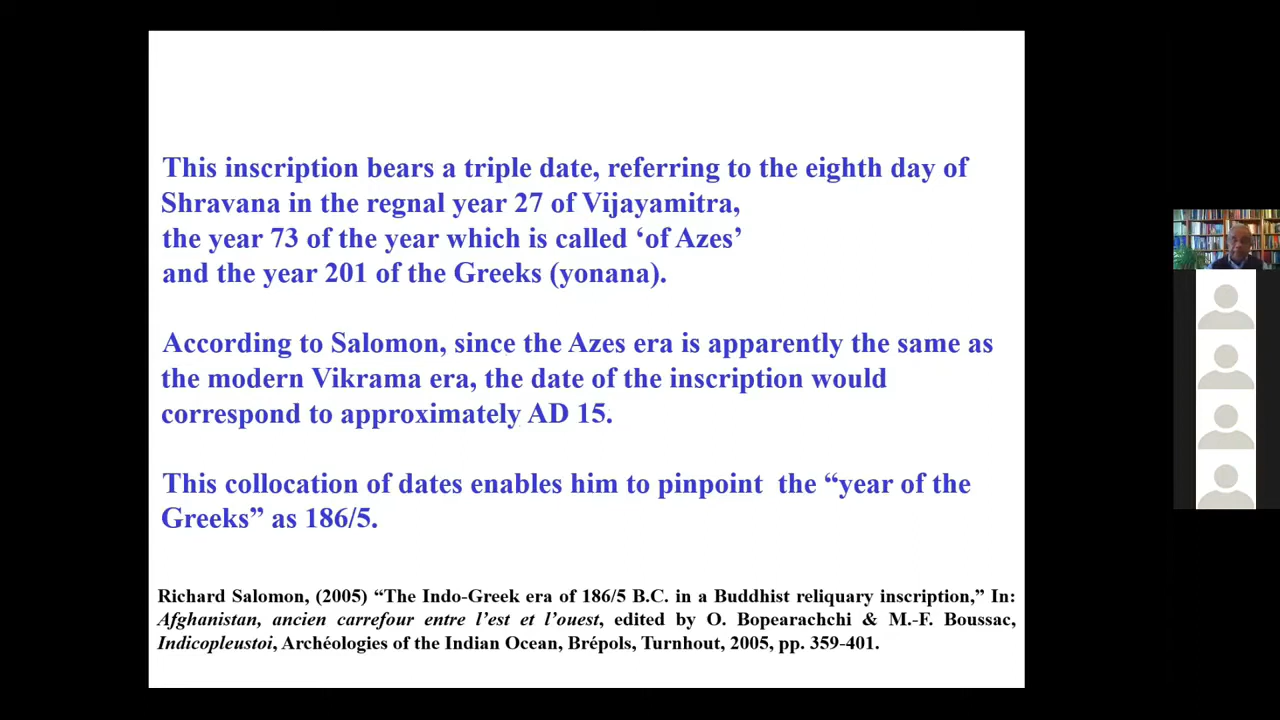 This inscription bears a triple date, referring to the eighth day of
Shravana in the regnal year 27 of Vijayamitra,
the year 73 of the year which is called ‘of Azes’
and the year 201 of the Greeks (yonana).
According to Salomon, since the Azes era is apparently the same as
the modern Vikrama era, the date of the inscription would
correspond to approximately AD 15.
This collocation of dates enables him to pinpoint the “year of the
Greeks” as 186/5.
Richard Salomon, (2005) “The Indo-Greek era of 186/5 B.C. in a Buddhist reliquary inscription,” In:
Afghanistan, ancien carrefour entre l’est et l’ouest, edited by O. Bopearachchi & M.-F. Boussac,
Indicopleustoi, Archéologies of the Indian Ocean, Brépols, Turnhout, 2005, pp. 359-401.